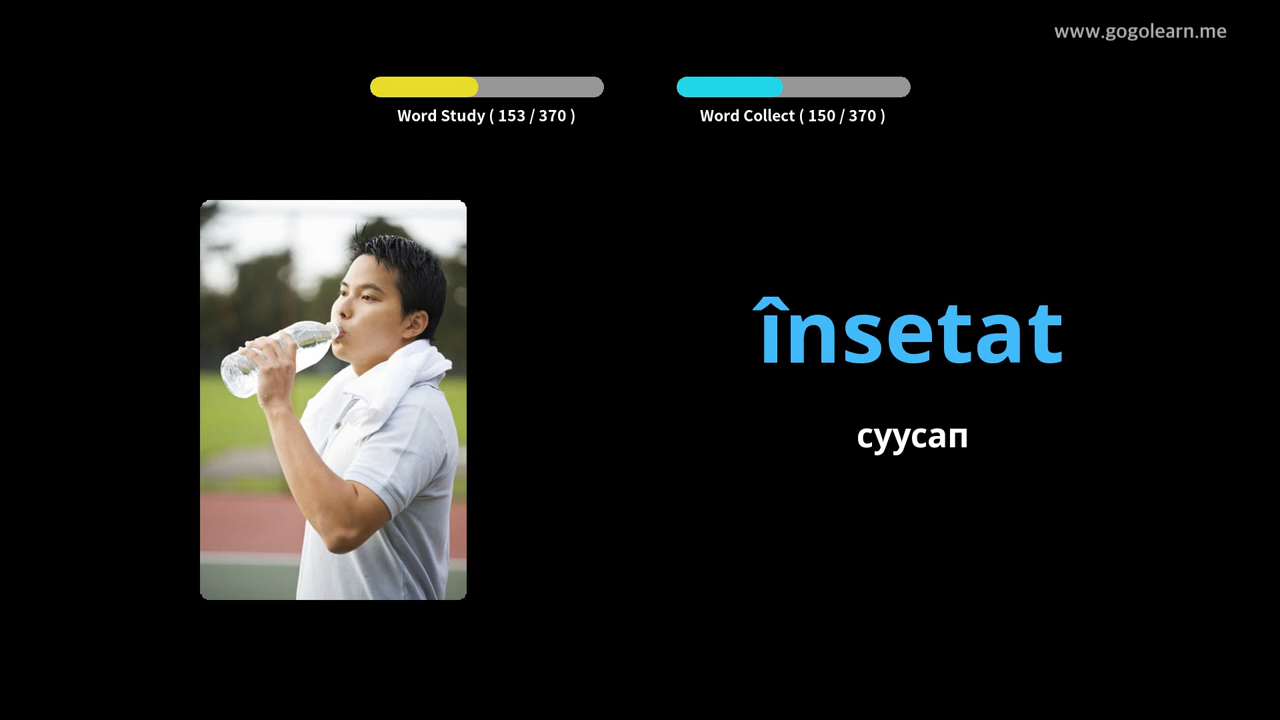 www.gogolearn.me
Word Study ( 153 / 370 )
Word Collect ( 150 / 370 )
însetat
суусап